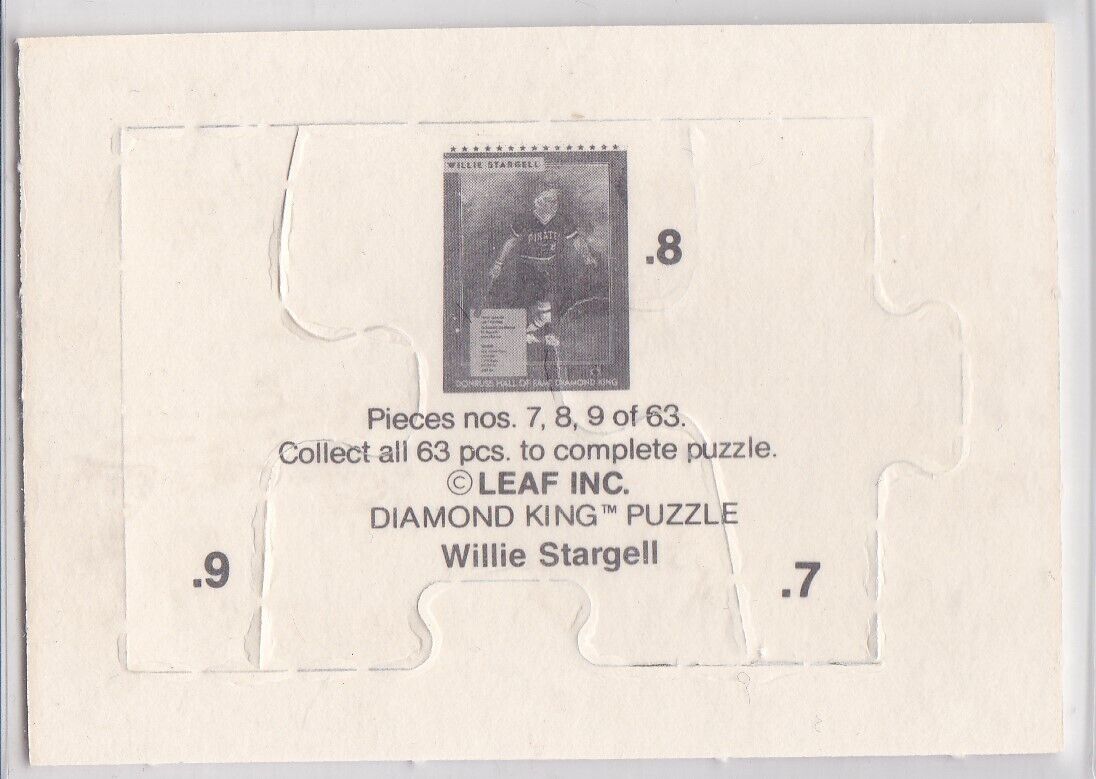 WILLIE STARGELL
PIRATES
DONRUSS HALL OF FAME DIAMOND KING
.8
Pieces nos. 7, 8, 9 of 63.
Collect all 63 pcs. to complete puzzle.
© LEAF INC.
DIAMOND KING™ PUZZLE
Willie Stargell
.9
.7